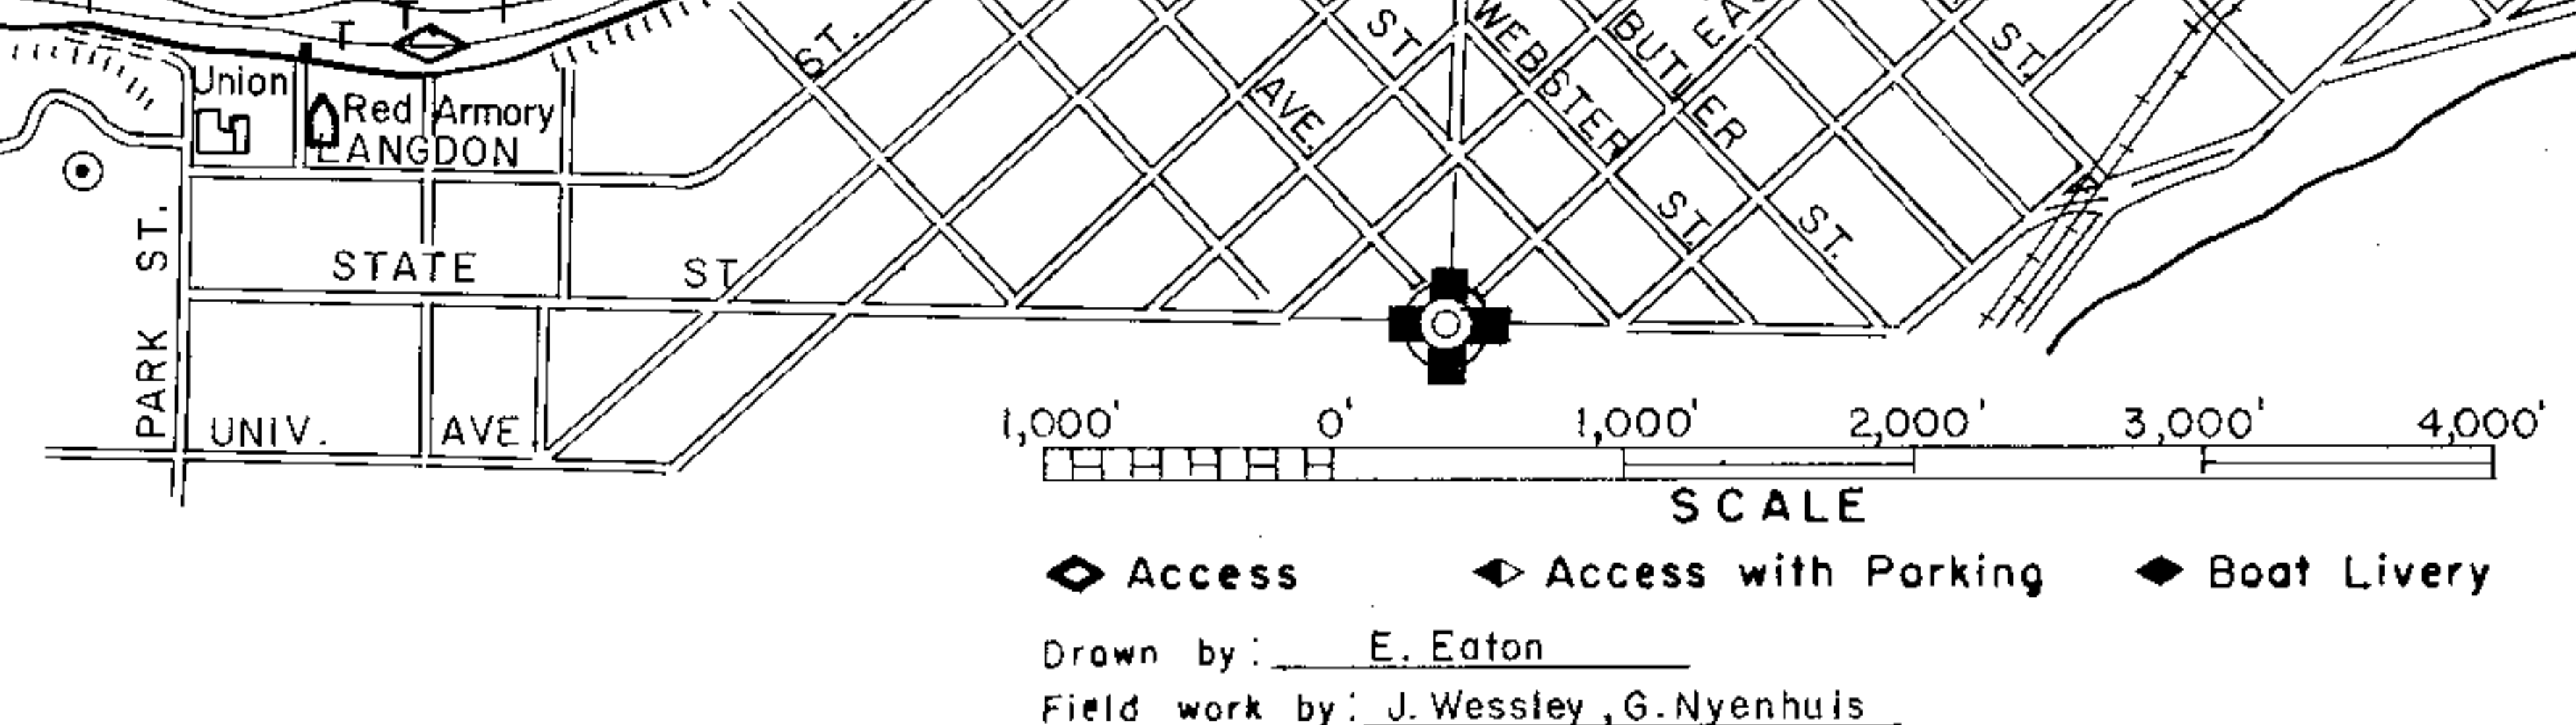 T T T T
Union
Red Armory
LANGDON
PARK ST.
STATE ST
UNIV. AVE
ST.
AVE.
ST
WEBSTER ST.
BUTLER ST.
ST.
1,000' 0' 1,000' 2,000' 3,000' 4,000'
SCALE
Access Access with Parking Boat Livery
Drawn by: E. Eaton
Field work by: J. Wessley, G. Nyenhuis